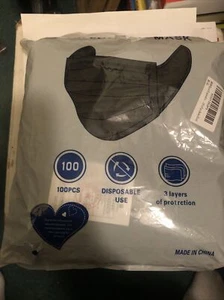 MASK
100
100PCS
DISPOSABLE
USE
3 layers
of protection
MADE IN CHINA